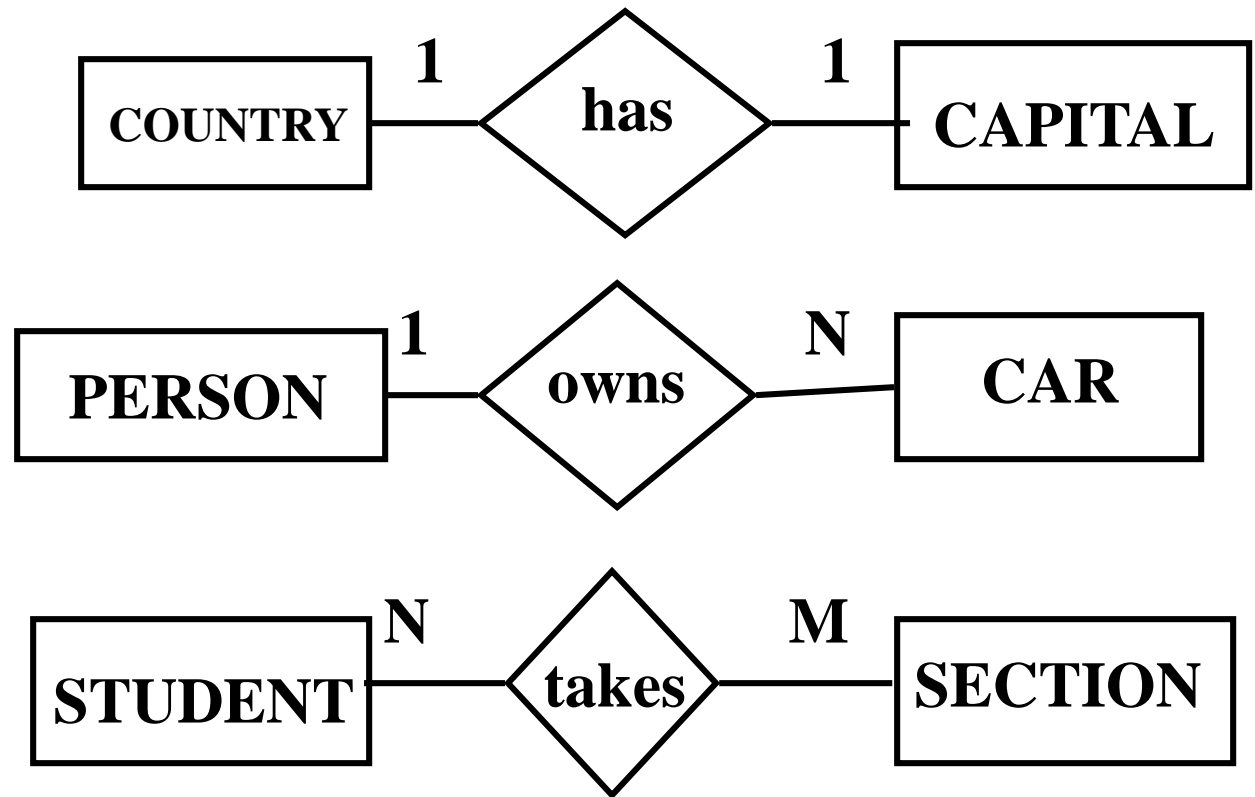 1 1
COUNTRY has CAPITAL
1 N
PERSON owns CAR
N M
STUDENT takes SECTION